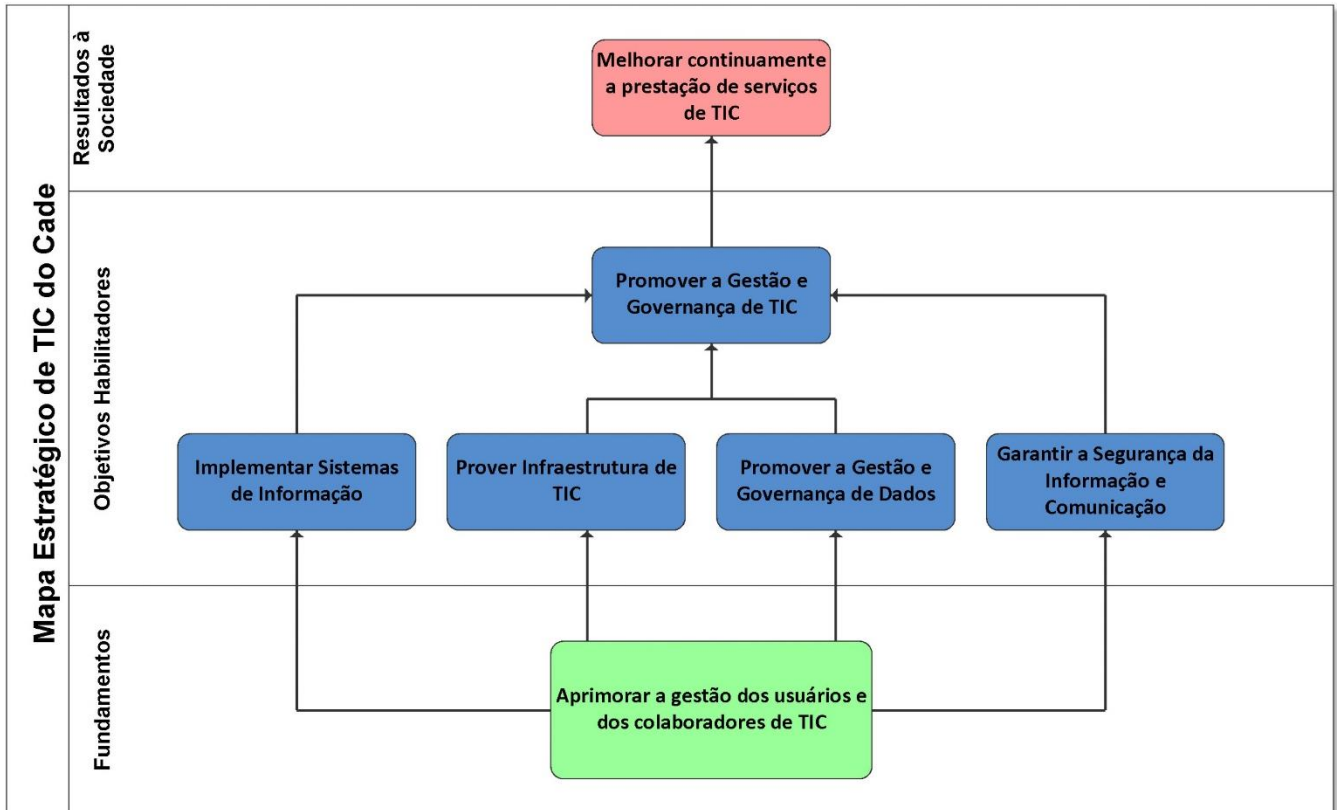 Mapa Estratégico de TIC do Cade
Resultados à
Sociedade
Melhorar continuamente
a prestação de serviços
de TIC
Objetivos Habilitadores
Promover a Gestão e
Governança de TIC
Implementar Sistemas
de Informação
Prover Infraestrutura de
TIC
Promover a Gestão e
Governança de Dados
Garantir a Segurança da
Informação e
Comunicação
Fundamentos
Aprimorar a gestão dos usuários e
dos colaboradores de TIC